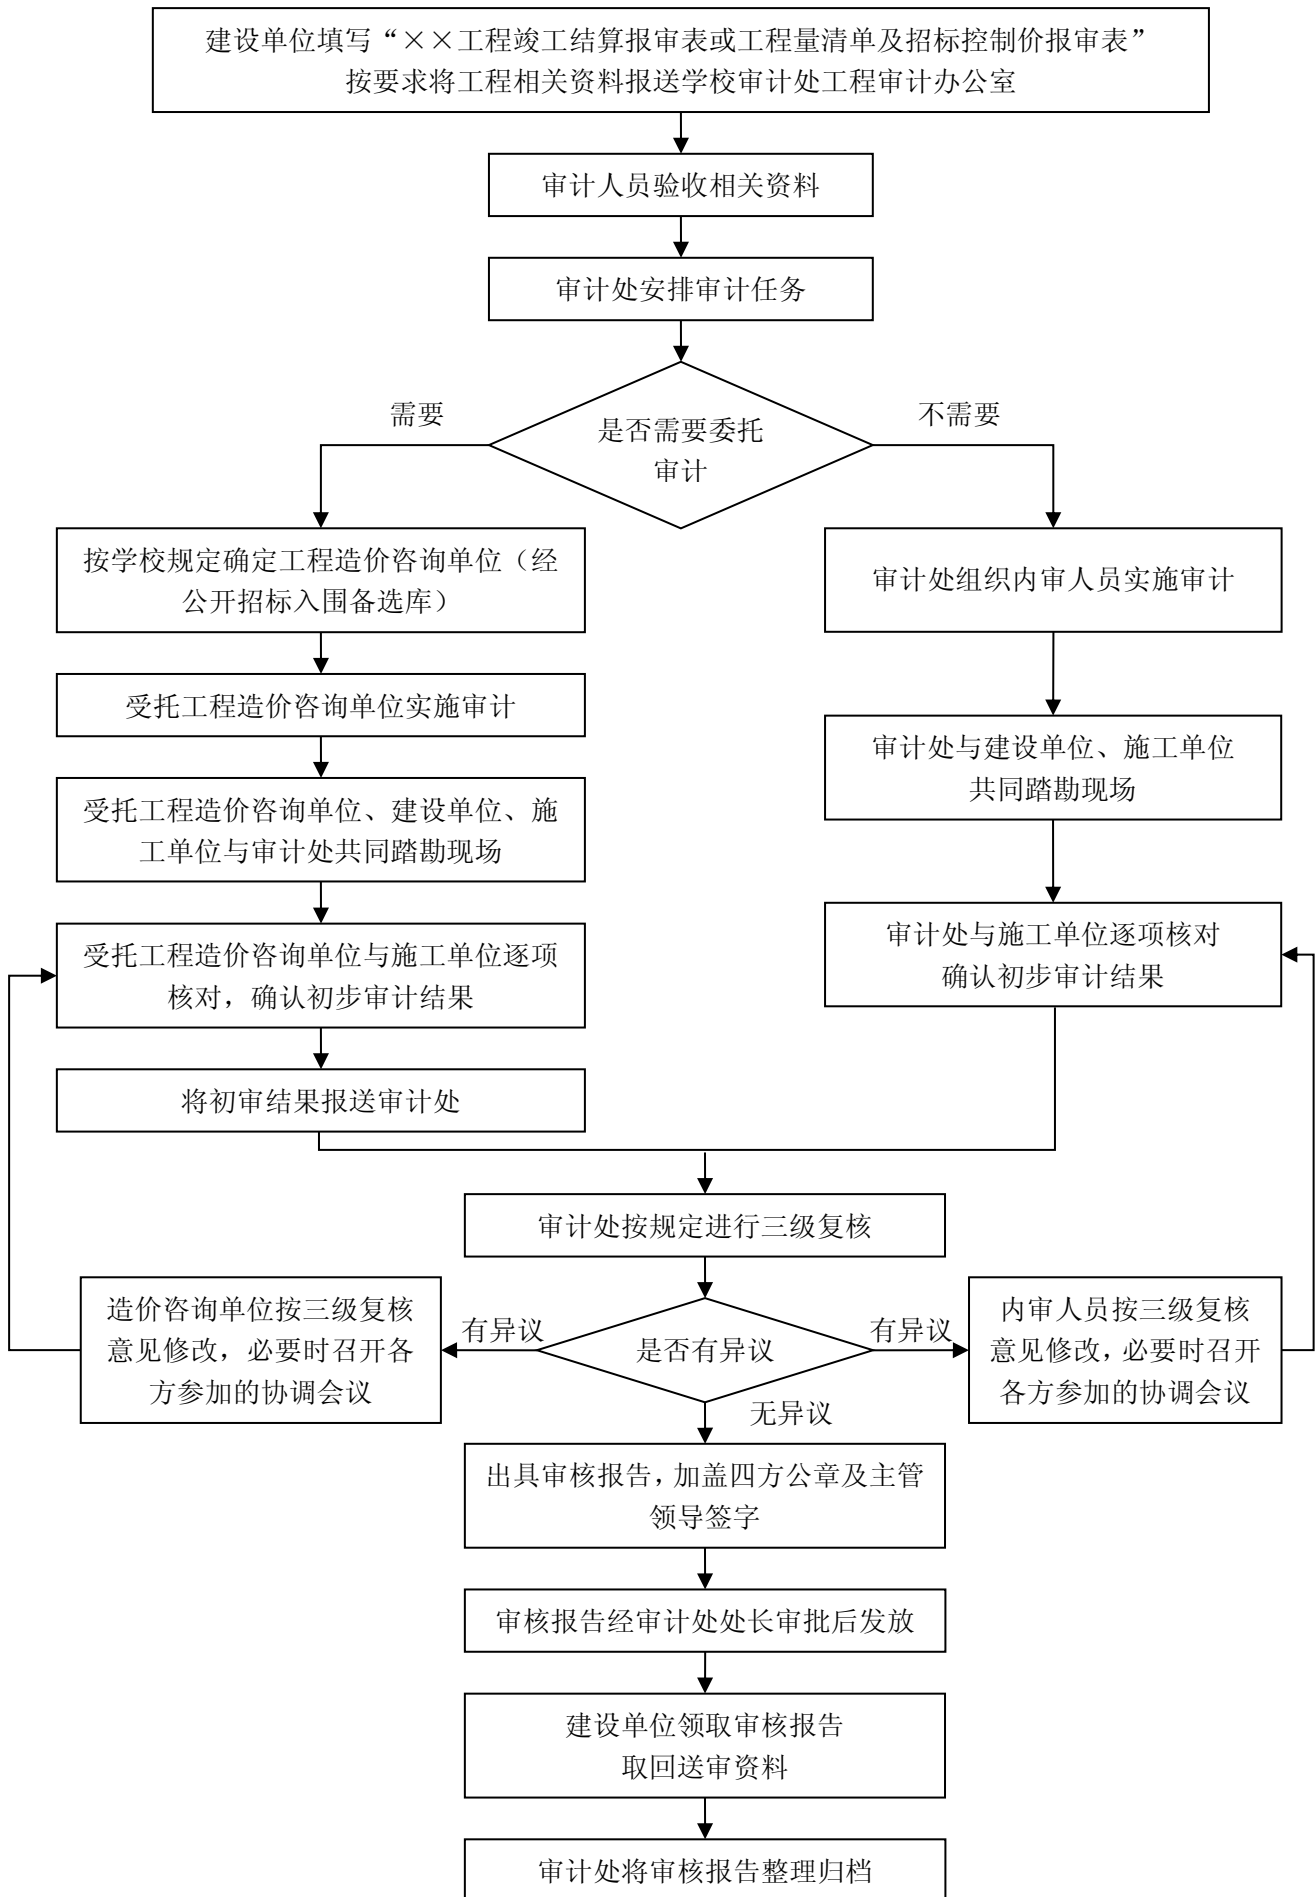 建设单位填写“××工程竣工结算报审表或工程量清单及招标控制价报审表”
按要求将工程相关资料报送学校审计处工程审计办公室
审计人员验收相关资料
审计处安排审计任务
是否需要委托
审计
需要
不需要
按学校规定确定工程造价咨询单位（经
公开招标入围备选库）
受托工程造价咨询单位实施审计
受托工程造价咨询单位、建设单位、施
工单位与审计处共同踏勘现场
受托工程造价咨询单位与施工单位逐项
核对，确认初步审计结果
将初审结果报送审计处
审计处组织内审人员实施审计
审计处与建设单位、施工单位
共同踏勘现场
审计处与施工单位逐项核对
确认初步审计结果
审计处按规定进行三级复核
是否有异议
有异议
有异议
无异议
造价咨询单位按三级复核
意见修改，必要时召开各
方参加的协调会议
内审人员按三级复核
意见修改，必要时召开
各方参加的协调会议
出具审核报告，加盖四方公章及主管
领导签字
审核报告经审计处处长审批后发放
建设单位领取审核报告
取回送审资料
审计处将审核报告整理归档